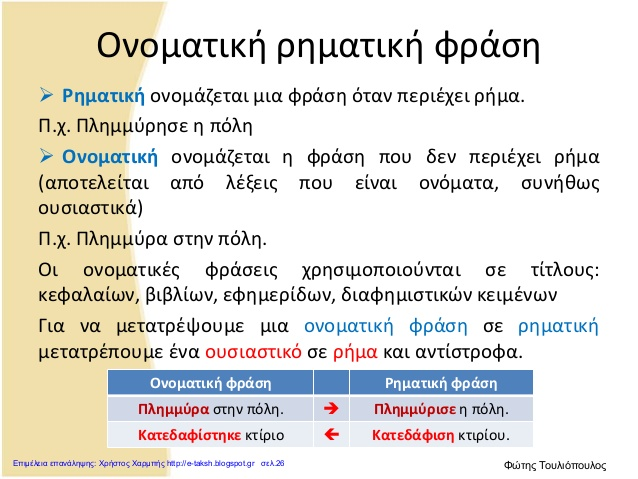 Ονοματική ρηματική φράση
➢ Ρηματική ονομάζεται μια φράση όταν περιέχει ρήμα.
Π.χ. Πλημμύρησε η πόλη
➢ Ονοματική ονομάζεται η φράση που δεν περιέχει ρήμα
(αποτελείται από λέξεις που είναι ονόματα, συνήθως
ουσιαστικά)
Π.χ. Πλημμύρα στην πόλη.
Οι ονοματικές φράσεις χρησιμοποιούνται σε τίτλους:
κεφαλαίων, βιβλίων, εφημερίδων, διαφημιστικών κειμένων
Για να μετατρέψουμε μια ονοματική φράση σε ρηματική
μετατρέπουμε ένα ουσιαστικό σε ρήμα και αντίστροφα.
Ονοματική φράση Ρηματική φράση
Πλημμύρα στην πόλη. ➔ Πλημμύρισε η πόλη.
Κατεδαφίστηκε κτίριο 🡸 Κατεδάφιση κτιρίου.
Επιμέλεια επανάληψης: Χρήστος Χαρμπής http://e-taksh.blogspot.gr σελ.26
Φώτης Τουλιόπουλος